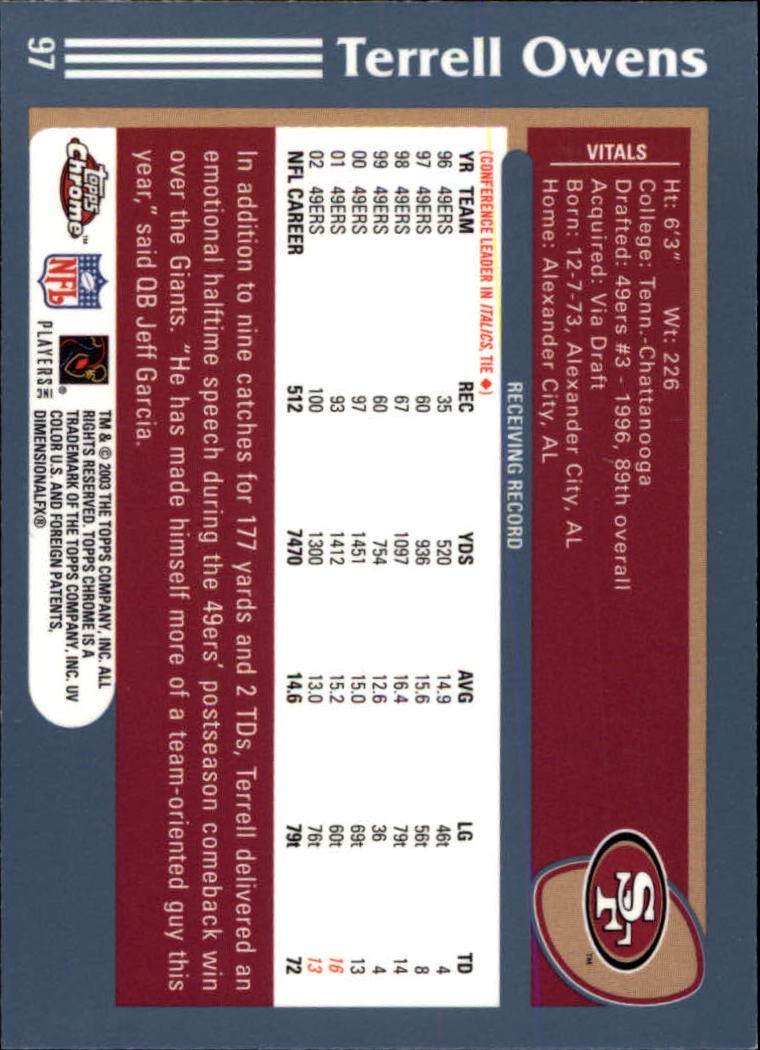 Terrell Owens
97
VITALS
Ht: 6'3" Wt: 226
College: Tenn.-Chattanooga
Drafted: 49ers #3 - 1996, 89th overall
Acquired: Via Draft
Born: 12-7-73, Alexander City, AL
Home: Alexander City, AL
SF
TM
RECEIVING RECORD
(CONFERENCE LEADER IN ITALICS, TIE ♦)
YR TEAM REC YDS AVG LG TD
96 49ERS 35 520 14.9 46t 4
97 49ERS 60 936 15.6 56t 8
98 49ERS 67 1097 16.4 79t 14
99 49ERS 60 754 12.6 36 4
00 49ERS 97 1451 15.0 69t 13
01 49ERS 93 1412 15.2 60t 16
02 49ERS 100 1300 13.0 76t 13
NFL CAREER 512 7470 14.6 79t 72
In addition to nine catches for 177 yards and 2 TDs, Terrell delivered an
emotional halftime speech during the 49ers' postseason comeback win
over the Giants. "He has made himself more of a team-oriented guy this
year," said QB Jeff Garcia.
Topps Chrome™
NFL
PLAYERS INC
TM & © 2003 THE TOPPS COMPANY, INC. ALL
RIGHTS RESERVED. TOPPS CHROME IS A
TRADEMARK OF THE TOPPS COMPANY, INC. UV
COLOR U.S. AND FOREIGN PATENTS,
DIMENSIONALFX®